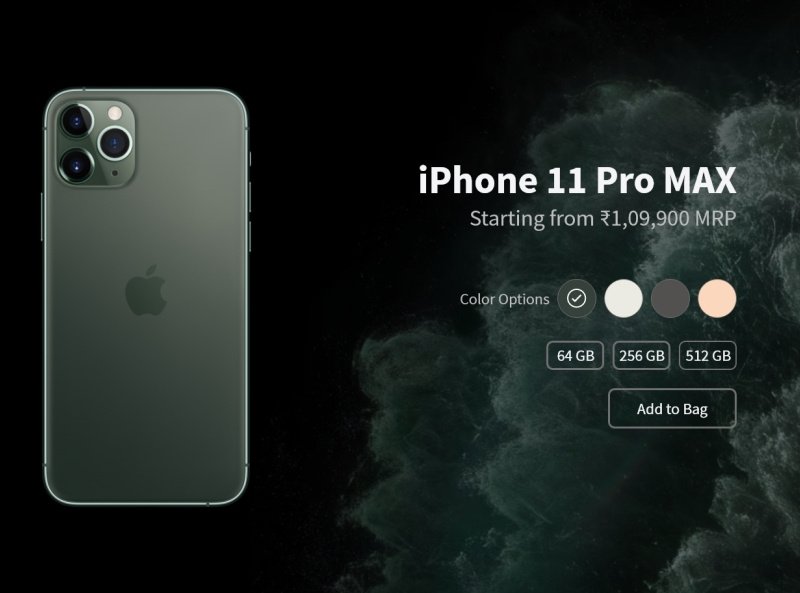 iPhone 11 Pro MAX
Starting from ₹1,09,900 MRP
Color Options
64 GB 256 GB 512 GB
Add to Bag